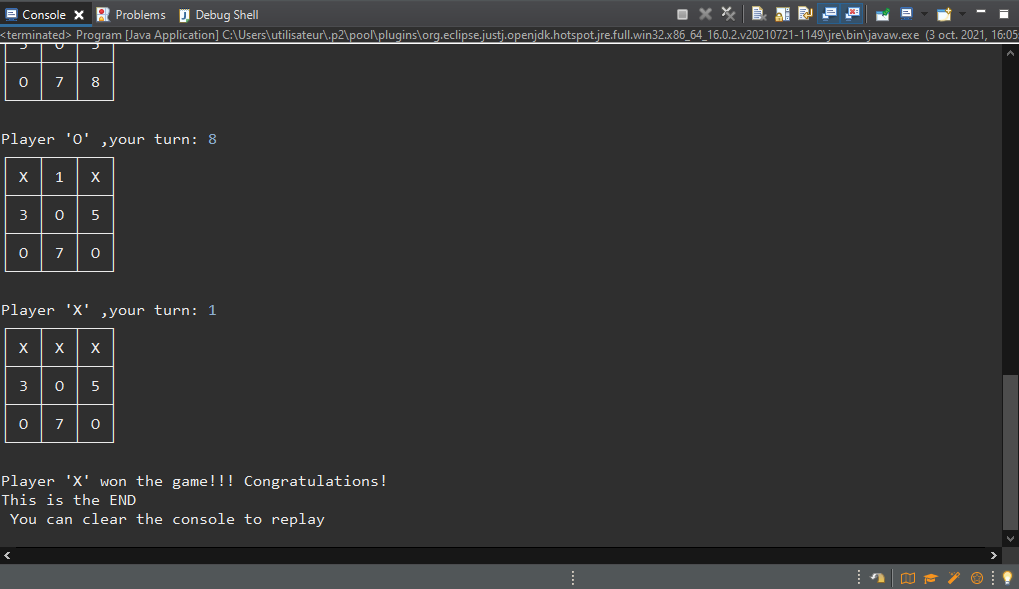 Console Problems Debug Shell
<terminated> Program [Java Application] C:\Users\utilisateur\.p2\pool\plugins\org.eclipse.justj.openjdk.hotspot.jre.full.win32.x86_64_16.0.2.v20210721-1149\jre\bin\javaw.exe (3 oct. 2021, 16:05
O 7 8
Player 'O' ,your turn: 8
X 1 X
3 O 5
O 7 O
Player 'X' ,your turn: 1
X X X
3 O 5
O 7 O
Player 'X' won the game!!! Congratulations!
This is the END
You can clear the console to replay